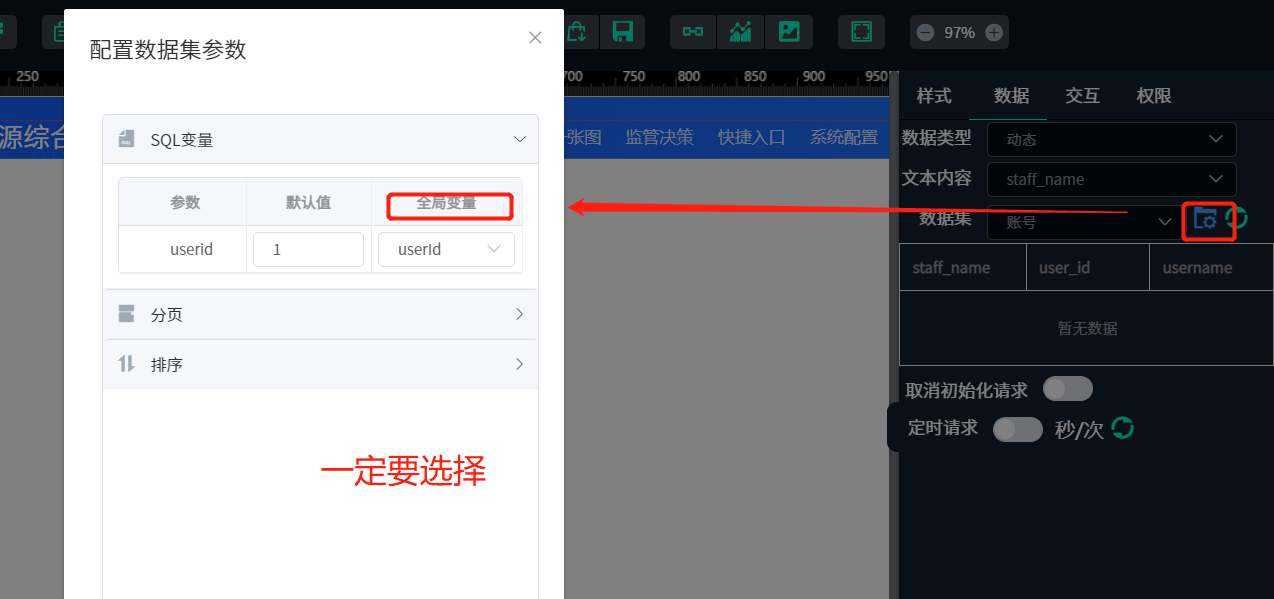 配置数据集参数
SQL变量
参数 默认值 全局变量
userid 1 userId
分页
排序
一定要选择
97%
250 700 750 800 850 900 950
源综合
张图 监管决策 快捷入口 系统配置
样式 数据 交互 权限
数据类型 动态
文本内容 staff_name
数据集 账号
staff_name user_id username
暂无数据
取消初始化请求
定时请求 秒/次